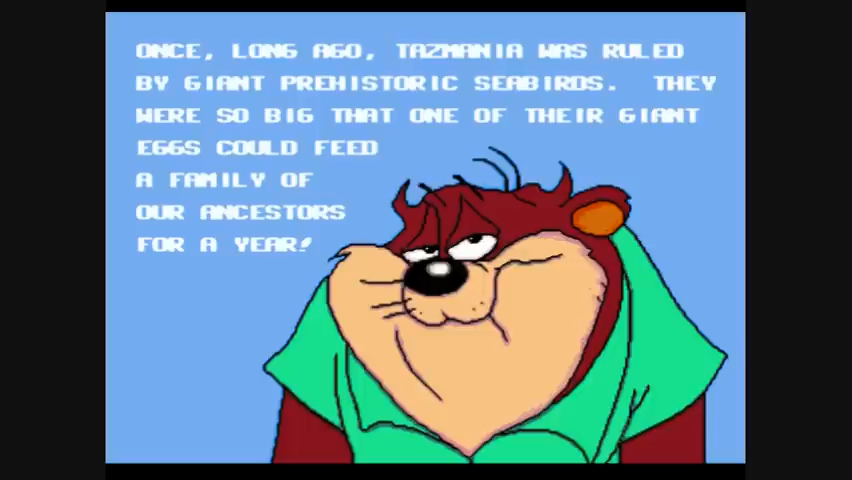 ONCE, LONG AGO, TAZMANIA WAS RULED
BY GIANT PREHISTORIC SEABIRDS. THEY
WERE SO BIG THAT ONE OF THEIR GIANT
EGGS COULD FEED
A FAMILY OF
OUR ANCESTORS
FOR A YEAR!